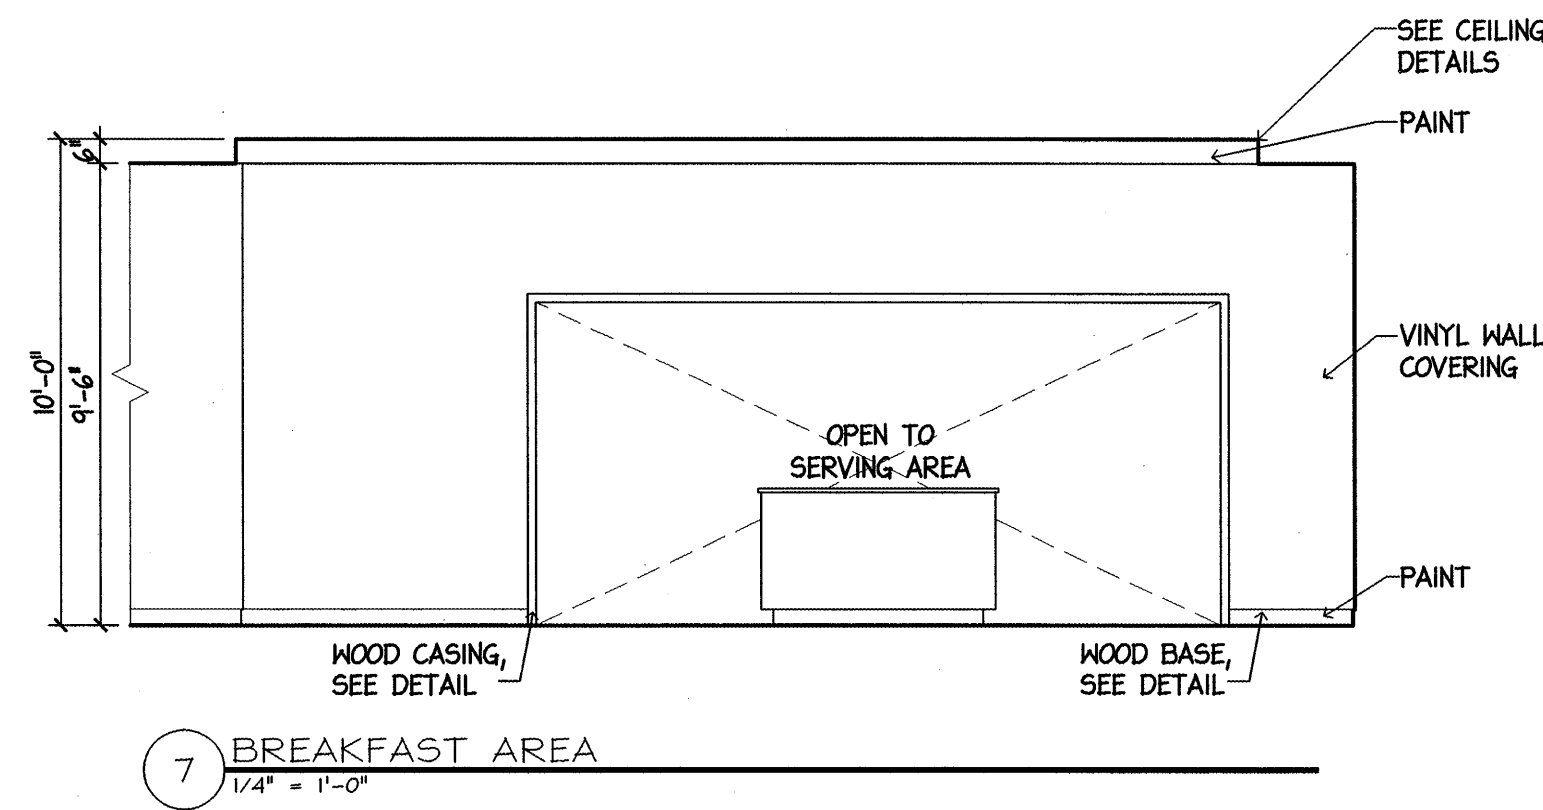 SEE CEILING
DETAILS
PAINT
6"
10'-0"
9'-6"
VINYL WALL
COVERING
OPEN TO
SERVING AREA
PAINT
WOOD CASING,
SEE DETAIL
WOOD BASE,
SEE DETAIL
7
BREAKFAST AREA
1/4" = 1'-0"